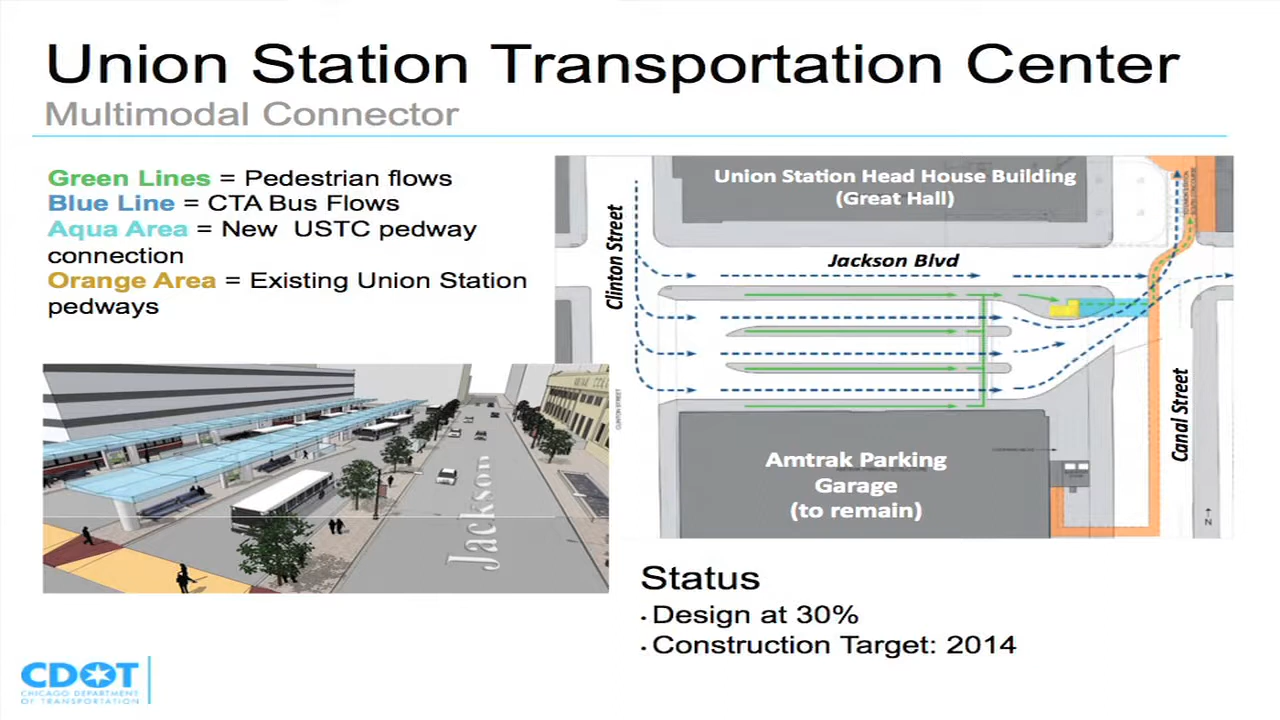 Union Station Transportation Center
Multimodal Connector
Green Lines = Pedestrian flows
Blue Line = CTA Bus Flows
Aqua Area = New USTC pedway
connection
Orange Area = Existing Union Station
pedways
Union Station Head House Building
(Great Hall)
Clinton Street
Jackson Blvd
Canal Street
CLINTON STREET
Amtrak Parking
Garage
(to remain)
N
Jackson
Status
· Design at 30%
· Construction Target: 2014
CDOT
CHICAGO DEPARTMENT
OF TRANSPORTATION